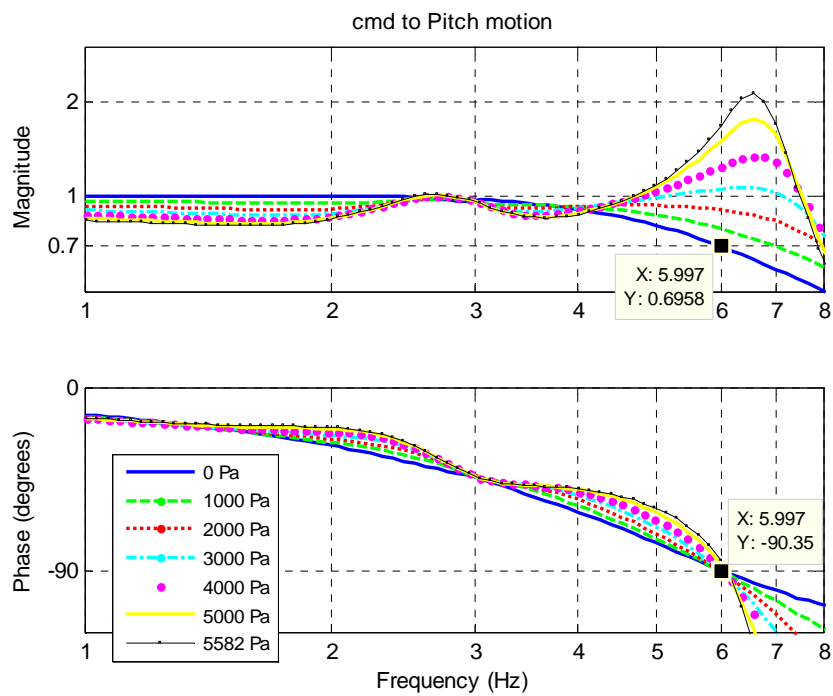 cmd to Pitch motion
Magnitude
2
1
0.7
X: 5.997
Y: 0.6958
1 2 3 4 5 6 7 8
Phase (degrees)
0
-90
0 Pa
1000 Pa
2000 Pa
3000 Pa
4000 Pa
5000 Pa
5582 Pa
X: 5.997
Y: -90.35
1 2 3 4 5 6 7 8
Frequency (Hz)